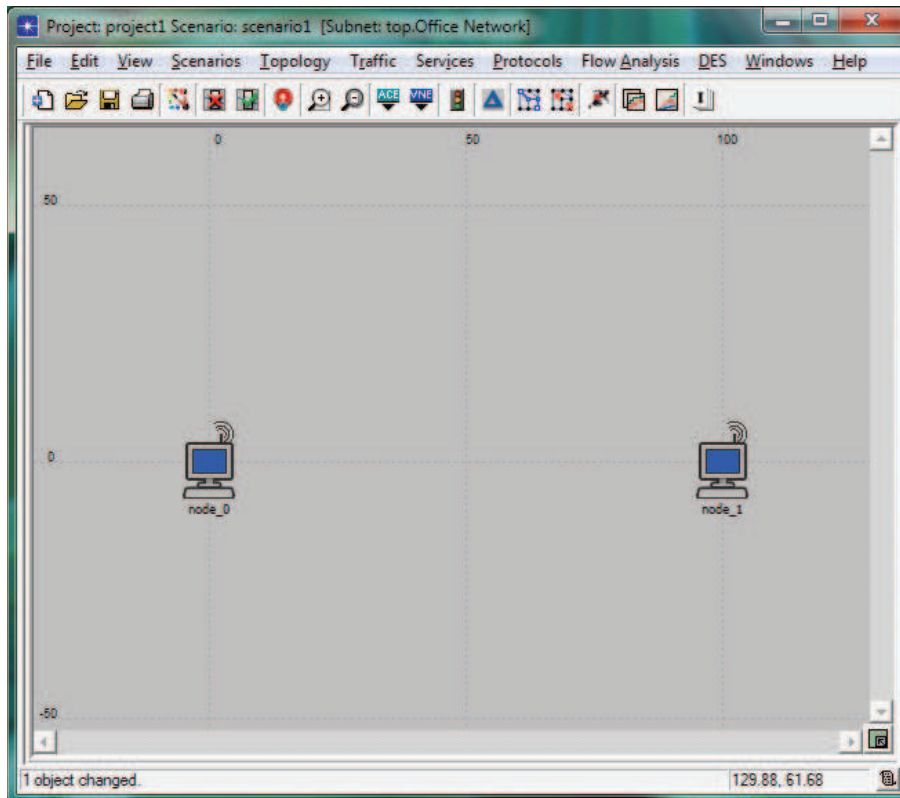 Project: project1 Scenario: scenario1 [Subnet: top.Office Network]
File Edit View Scenarios Topology Traffic Services Protocols Flow Analysis DES Windows Help
ACE VNE
0 50 100
50
0
node_0 node_1
-50
1 object changed. 129.88, 61.68